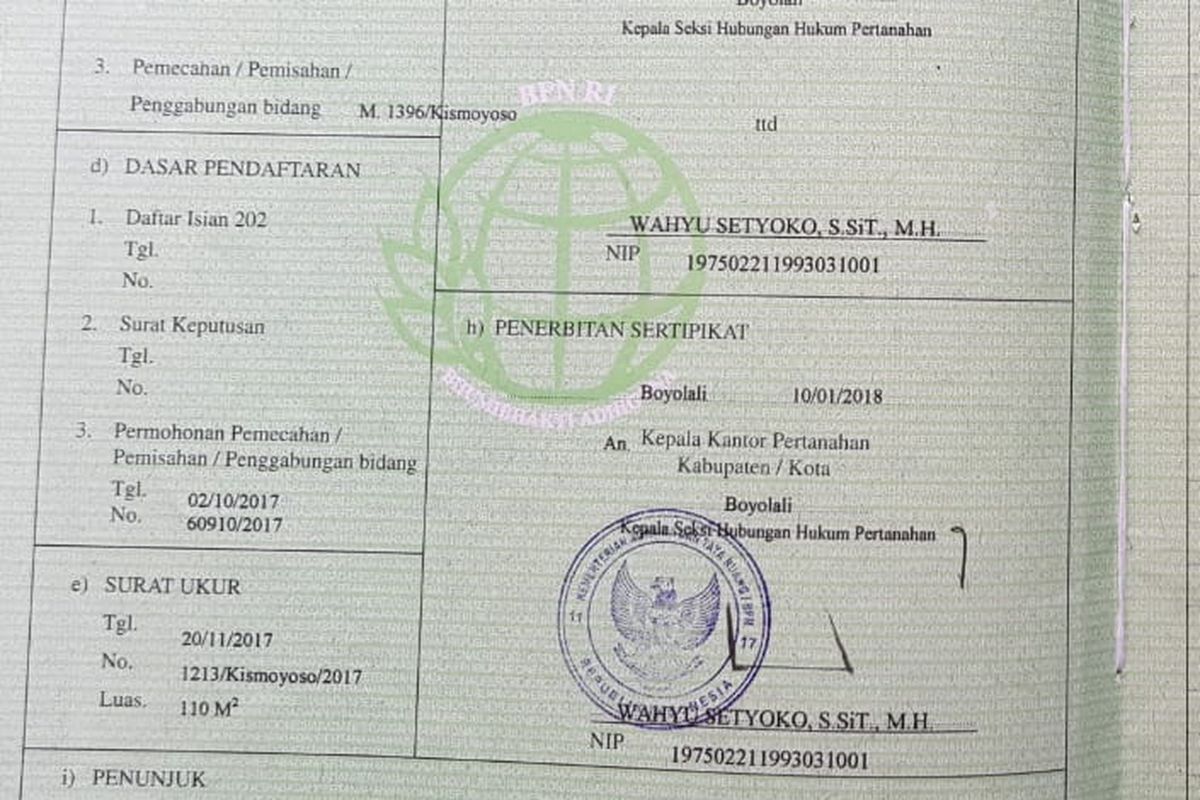 Boyolali
Kepala Seksi Hubungan Hukum Pertanahan
ttd
WAHYU SETYOKO, S.SiT., M.H.
NIP 197502211993031001
3. Pemecahan / Pemisahan /
Penggabungan bidang M. 1396/Kismoyoso
BPN RI
d) DASAR PENDAFTARAN
1. Daftar Isian 202
Tgl.
No.
2. Surat Keputusan
Tgl.
No.
3. Permohonan Pemecahan /
Pemisahan / Penggabungan bidang
Tgl. 02/10/2017
No. 60910/2017
e) SURAT UKUR
Tgl. 20/11/2017
No. 1213/Kismoyoso/2017
Luas. 110 M²
h) PENERBITAN SERTIPIKAT
Boyolali 10/01/2018
An. Kepala Kantor Pertanahan
Kabupaten / Kota
Boyolali
Kepala Seksi Hubungan Hukum Pertanahan
KEMENTERIAN TATA RUANG / BPN
11 17
REPUBLIK INDONESIA
WAHYU SETYOKO, S.SiT., M.H.
NIP 197502211993031001
i) PENUNJUK